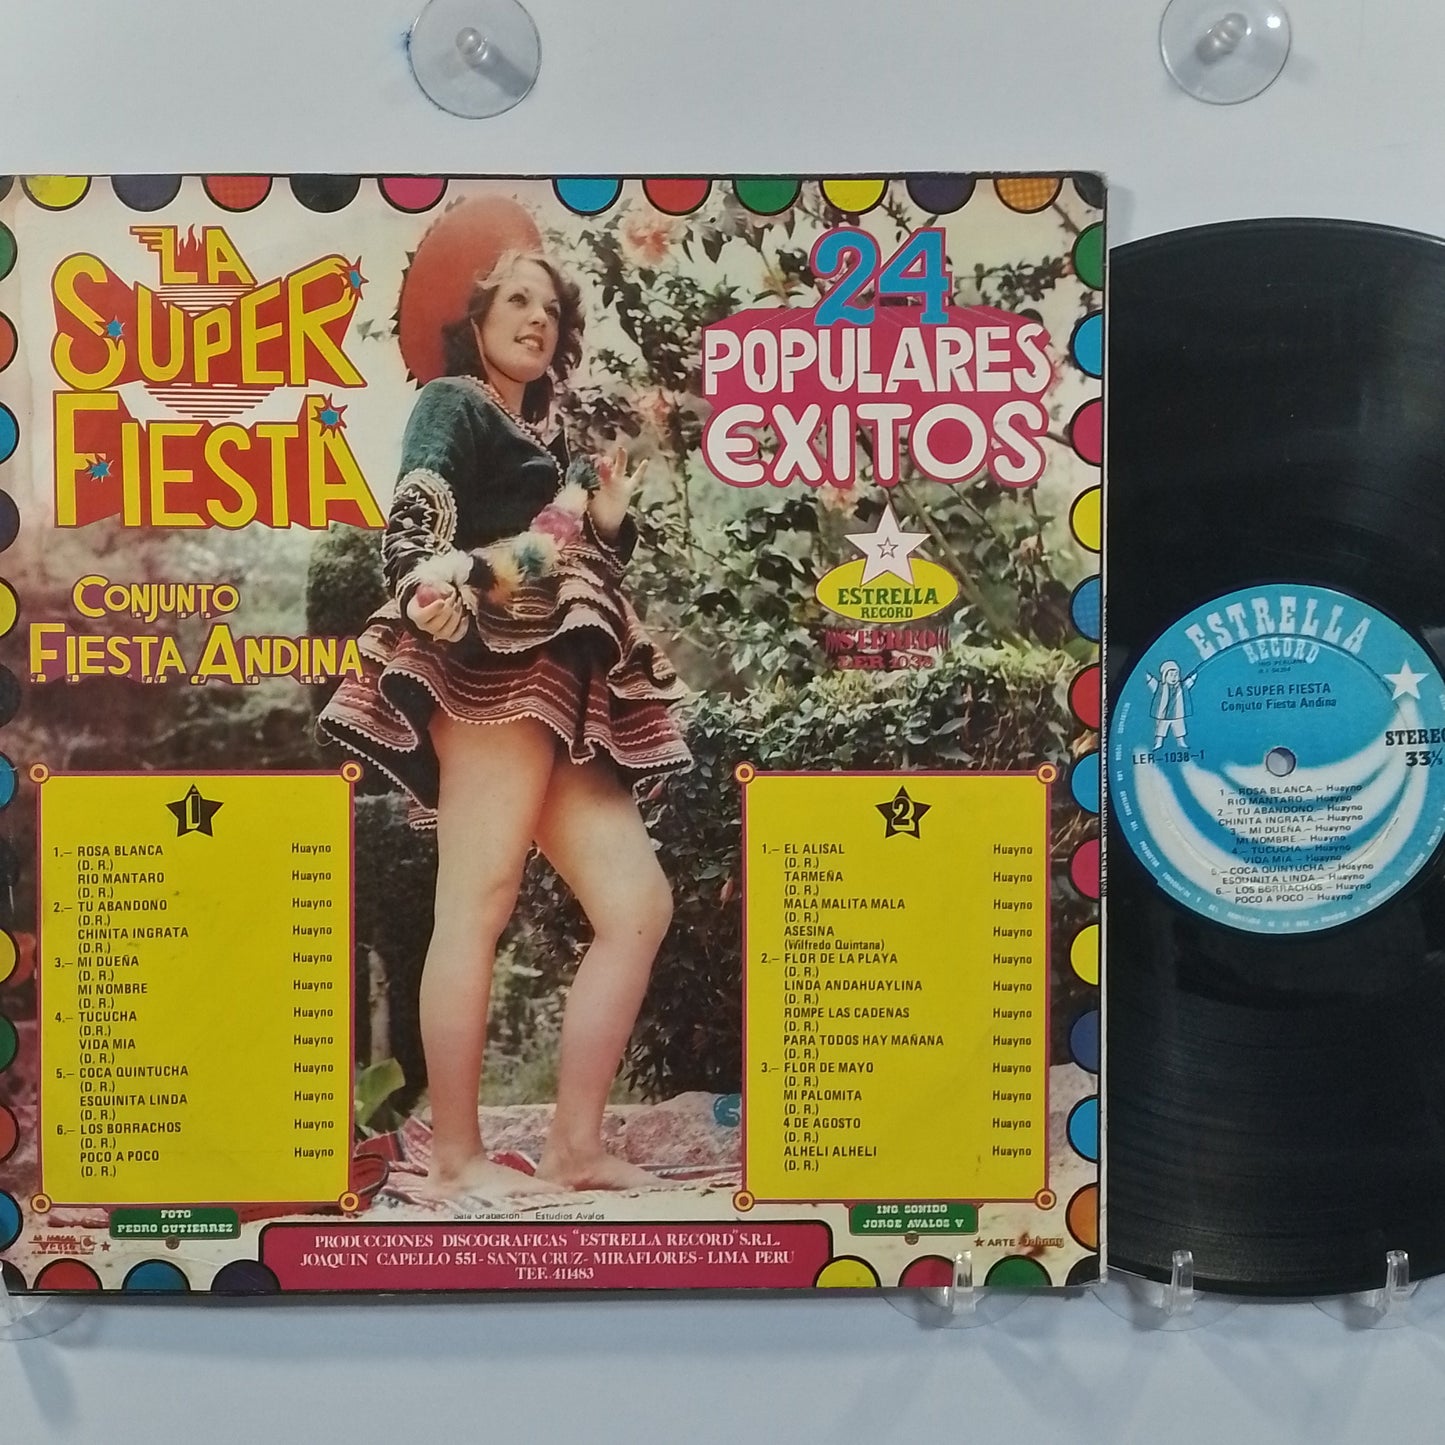 LA
SUPER
FIESTA
CONJUNTO
FIESTA ANDINA
24
POPULARES
EXITOS
ESTRELLA
RECORD
STEREO
LER 1038
1
1.— ROSA BLANCA Huayno
(D. R.)
RIO MANTARO Huayno
(D. R.)
2.— TU ABANDONO Huayno
(D.R.)
CHINITA INGRATA Huayno
(D.R.)
3.— MI DUEÑA Huayno
(D. R.)
MI NOMBRE Huayno
(D. R.)
4.— TUCUCHA Huayno
(D.R.)
VIDA MIA Huayno
(D. R.)
5.— COCA QUINTUCHA Huayno
(D. R.)
ESQUINITA LINDA Huayno
(D. R.)
6.— LOS BORRACHOS Huayno
(D. R.)
POCO A POCO Huayno
(D. R.)
2
1.— EL ALISAL Huayno
(D. R.)
TARMEÑA Huayno
(D. R.)
MALA MALITA MALA Huayno
(D. R.)
ASESINA Huayno
(Wilfredo Quintana)
2.— FLOR DE LA PLAYA Huayno
(D. R.)
LINDA ANDAHUAYLINA Huayno
(D. R.)
ROMPE LAS CADENAS Huayno
(D. R.)
PARA TODOS HAY MAÑANA Huayno
(D. R.)
3.— FLOR DE MAYO Huayno
(D. R.)
MI PALOMITA Huayno
(D. R.)
4 DE AGOSTO Huayno
(D. R.)
ALHELI ALHELI Huayno
(D. R.)
FOTO
PEDRO GUTIERREZ
Sala Grabación: Estudios Avalos
ING SONIDO
JORGE AVALOS V
ARTE Johnny
PRODUCCIONES DISCOGRAFICAS "ESTRELLA RECORD" S.R.L.
JOAQUIN CAPELLO 551 - SANTA CRUZ - MIRAFLORES - LIMA PERU
TEF. 411483
ESTRELLA
RECORD
LA SUPER FIESTA
Conjuto Fiesta Andina
LER-1038-1
STEREO
33⅓
1 — ROSA BLANCA — Huayno
RIO MANTARO — Huayno
2 — TU ABANDONO — Huayno
CHINITA INGRATA — Huayno
3 — MI DUEÑA — Huayno
MI NOMBRE — Huayno
4 — TUCUCHA — Huayno
VIDA MIA — Huayno
5 — COCA QUINTUCHA — Huayno
ESQUINITA LINDA — Huayno
6 — LOS BORRACHOS — Huayno
POCO A POCO — Huayno